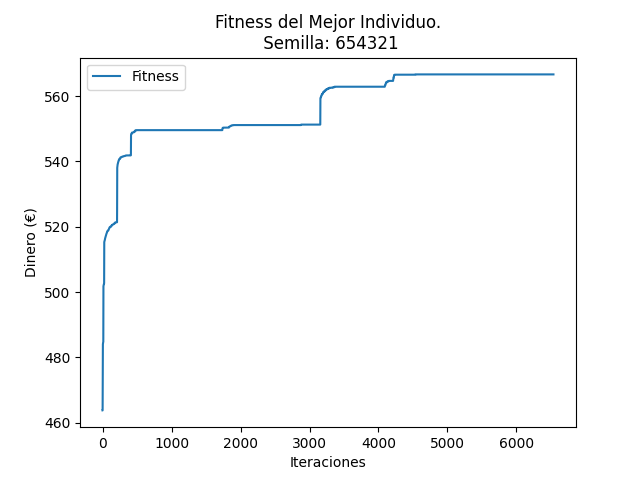 Fitness del Mejor Individuo.
Semilla: 654321
Fitness
560
540
520
500
480
460
Dinero (€)
0 1000 2000 3000 4000 5000 6000
Iteraciones